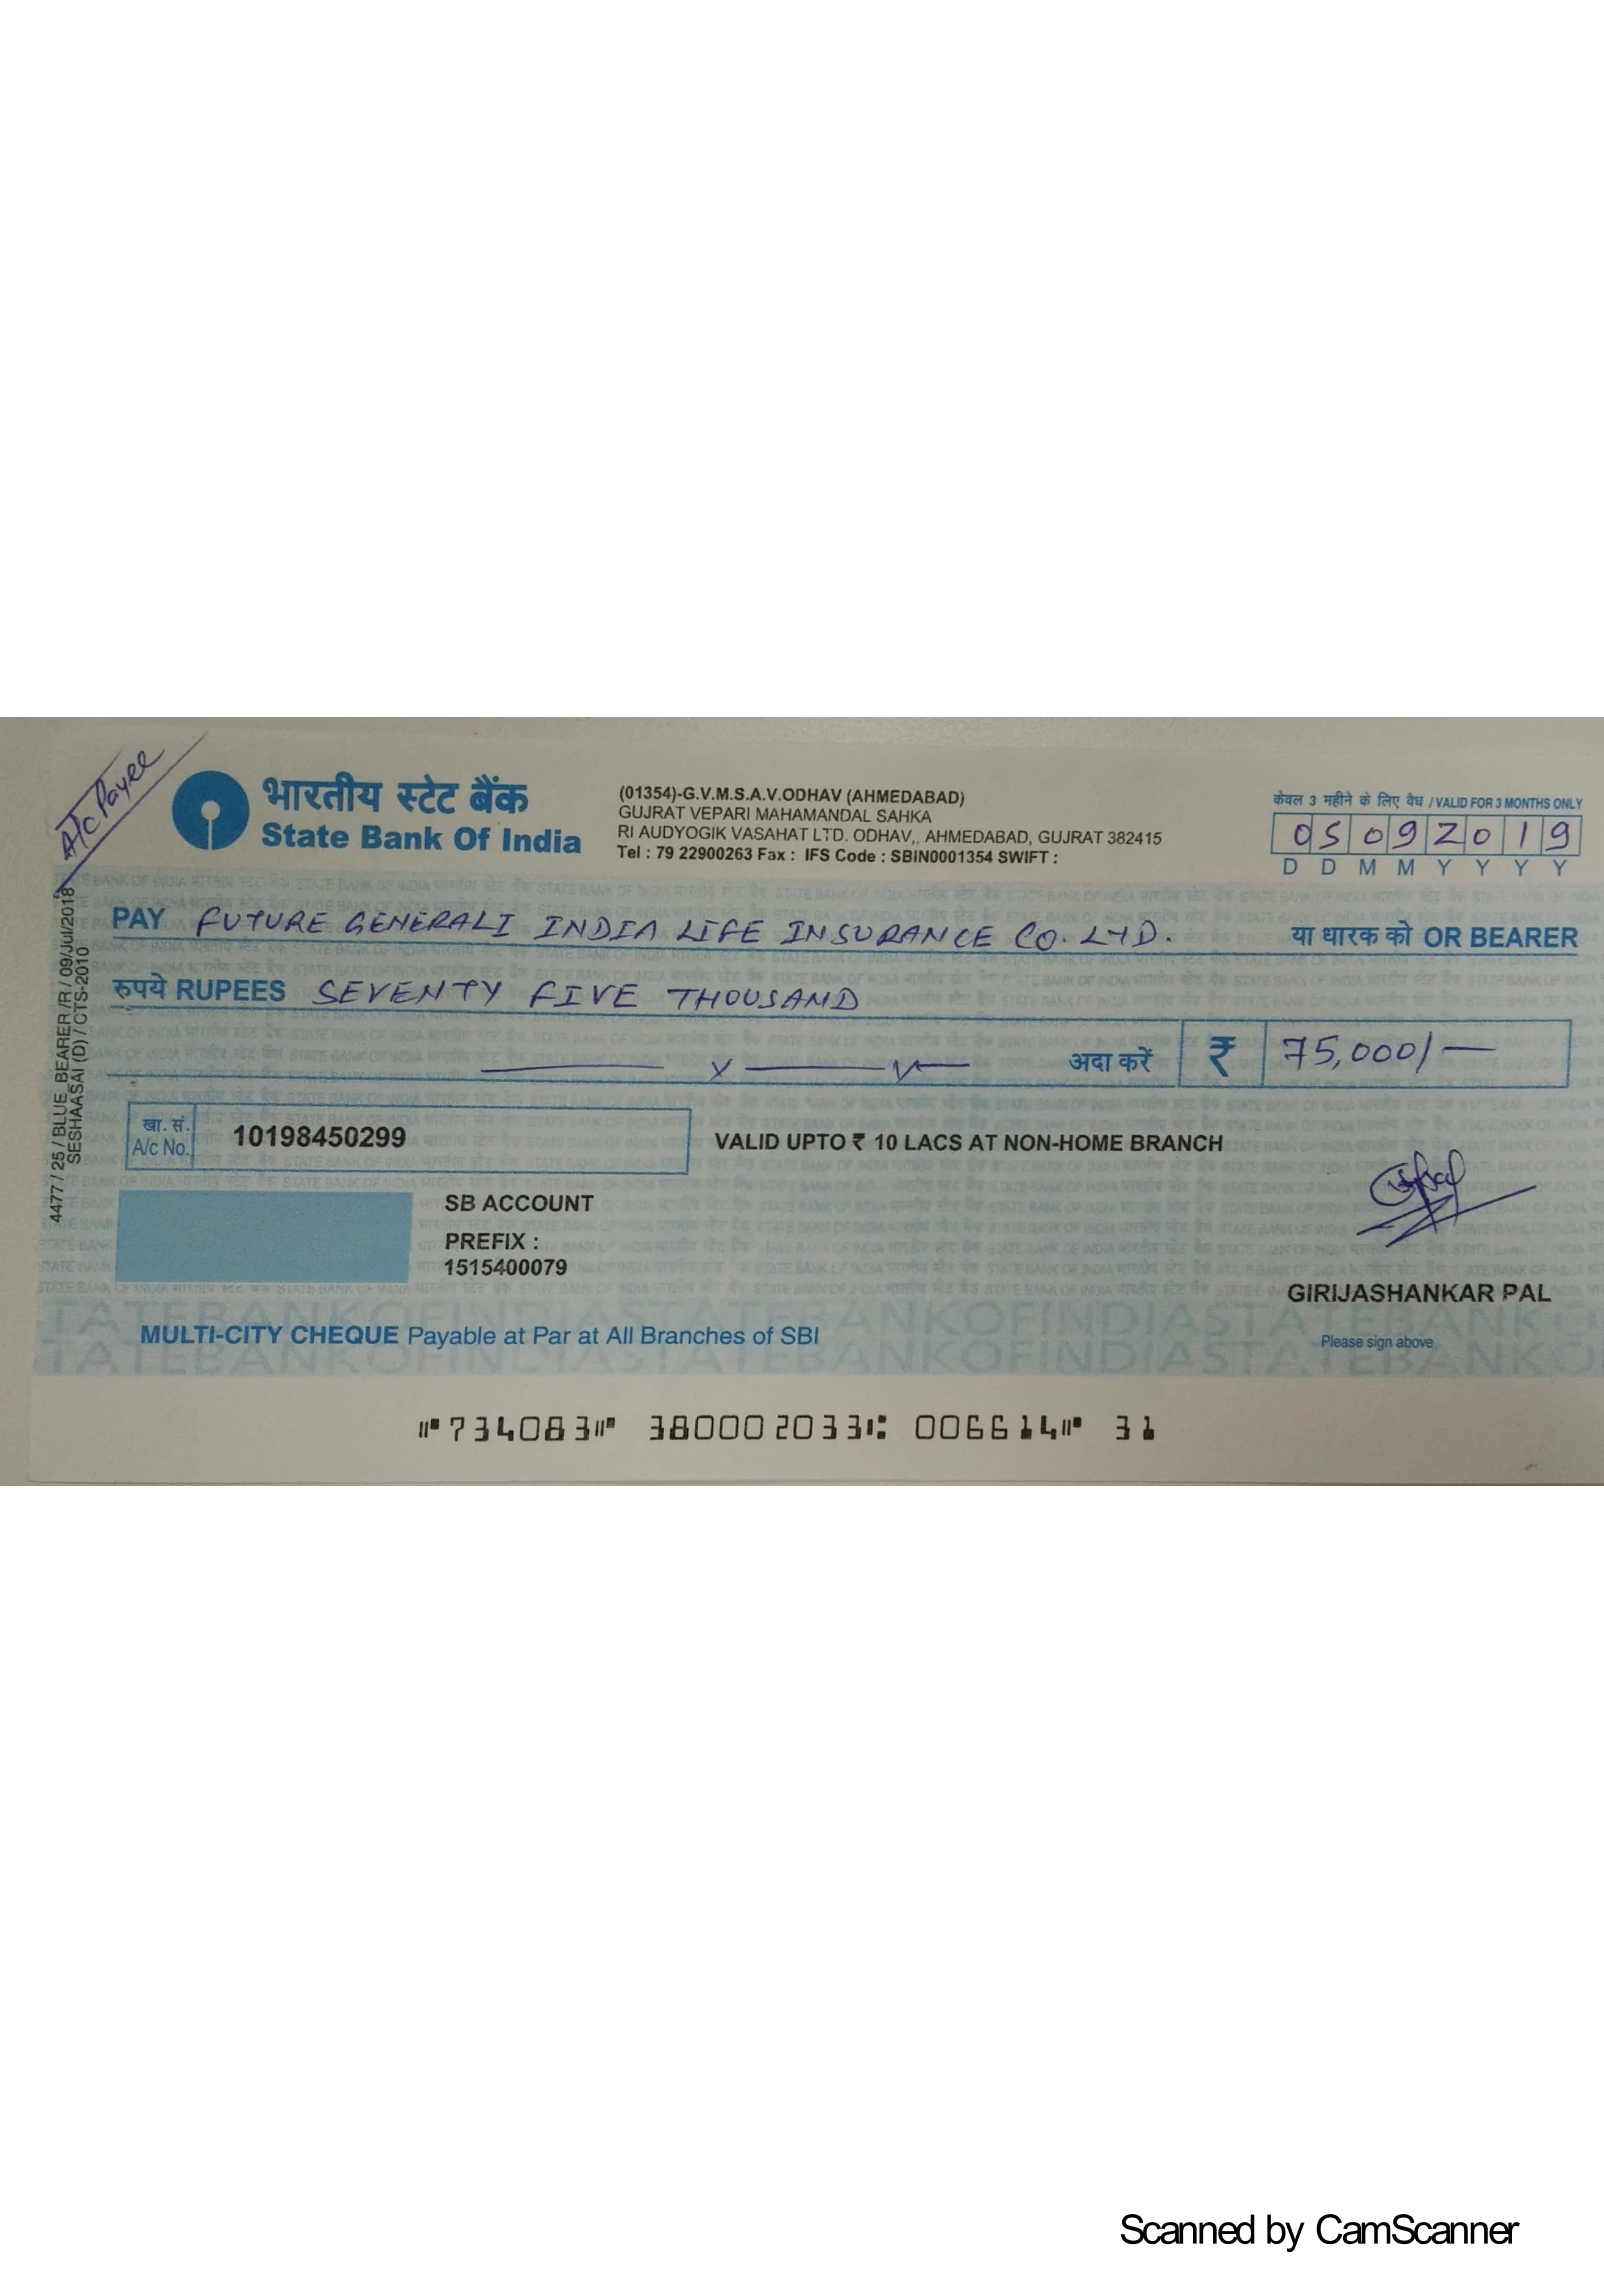 A/c Payee
भारतीय स्टेट बैंक
State Bank Of India
(01354)-G.V.M.S.A.V.ODHAV (AHMEDABAD)
GUJRAT VEPARI MAHAMANDAL SAHKA
RI AUDYOGIK VASAHAT LTD. ODHAV,, AHMEDABAD, GUJRAT 382415
Tel : 79 22900263 Fax : IFS Code : SBIN0001354 SWIFT :
केवल 3 महीने के लिए वैध / VALID FOR 3 MONTHS ONLY
05092019
D D M M Y Y Y Y
PAY FUTURE GENERALI INDIA LIFE INSURANCE CO. LTD. या धारक को OR BEARER
रुपये RUPEES SEVENTY FIVE THOUSAND
अदा करें ₹ 75,000/-
खा. सं.
A/c No. 10198450299
VALID UPTO ₹ 10 LACS AT NON-HOME BRANCH
SB ACCOUNT
PREFIX :
1515400079
GIRIJASHANKAR PAL
MULTI-CITY CHEQUE Payable at Par at All Branches of SBI
Please sign above
⑈734083⑈ 380002033⑆ 006614⑈ 31
4477 / 25 / BLUE_BEARER /R / 09/Jul/2018
SESHAASAI (D) / CTS-2010
Scanned by CamScanner